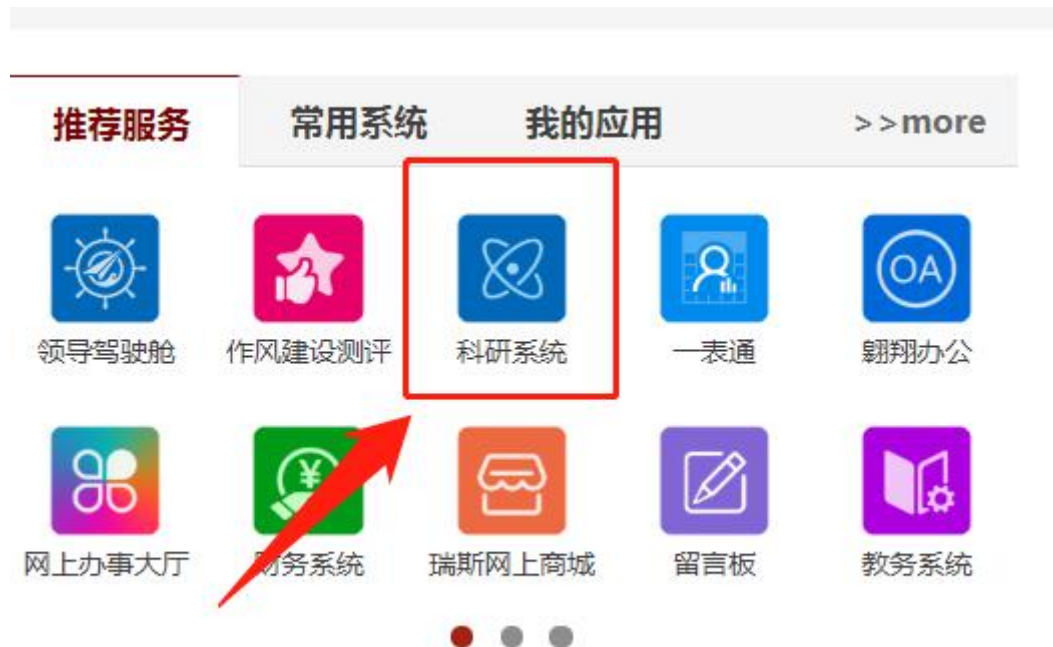 推荐服务 常用系统 我的应用 >>more
OA
领导驾驶舱 作风建设测评 科研系统 一表通 翱翔办公
¥
网上办事大厅 财务系统 瑞斯网上商城 留言板 教务系统